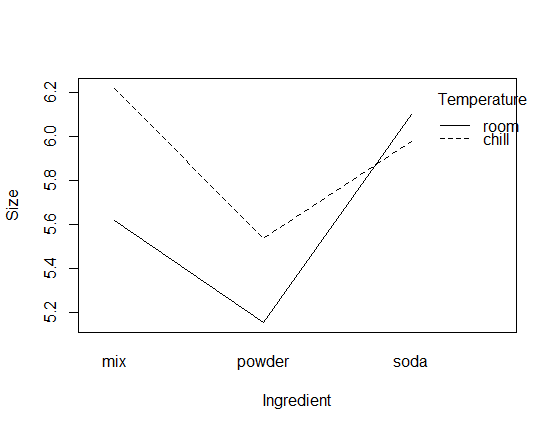 Temperature
room
chill
6.2
6.0
5.8
5.6
5.4
5.2
Size
mix powder soda
Ingredient